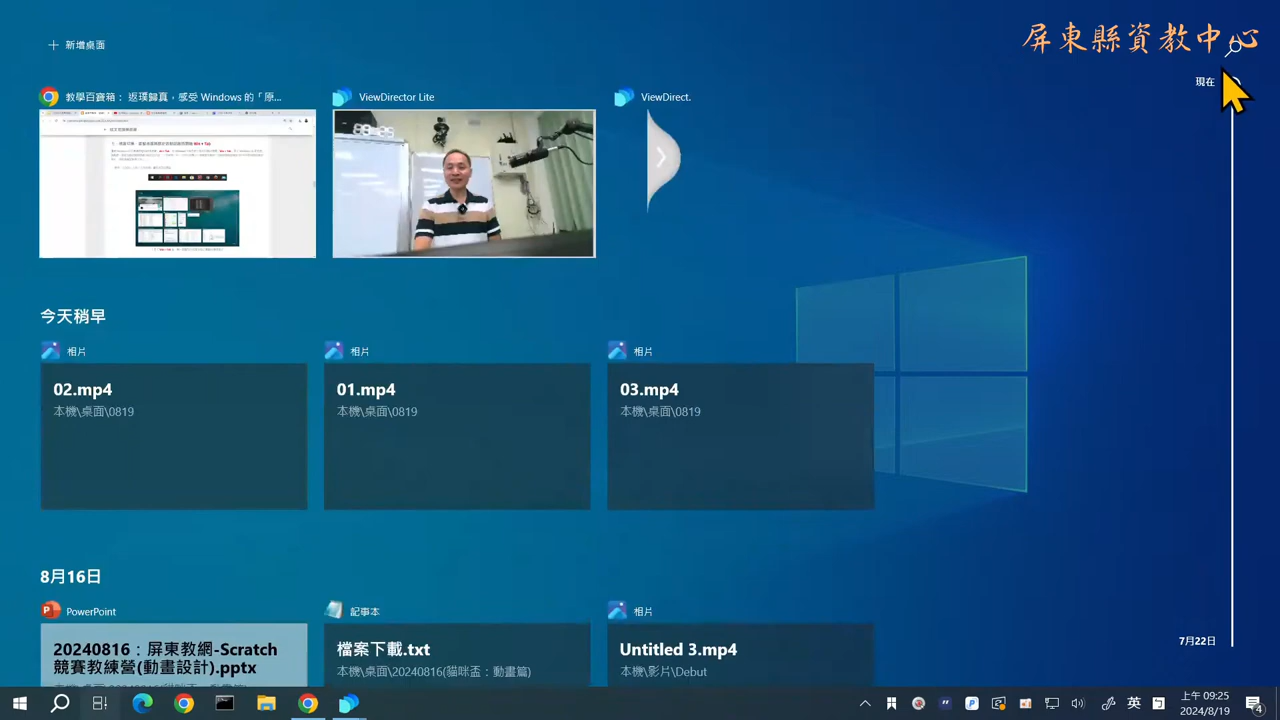 屏東縣資教中心
新增桌面
現在
教學百寶箱： 返璞歸真，感受 Windows 的「原...
ViewDirector Lite
ViewDirect.
今天稍早
相片
相片
相片
02.mp4
01.mp4
03.mp4
本機\桌面\0819
本機\桌面\0819
本機\桌面\0819
8月16日
PowerPoint
記事本
相片
20240816：屏東教網-Scratch
競賽教練營(動畫設計).pptx
檔案下載.txt
本機\桌面\20240816(貓咪盃：動畫篇)
Untitled 3.mp4
本機\影片\Debut
7月22日
英
上午 09:25
2024/8/19
4